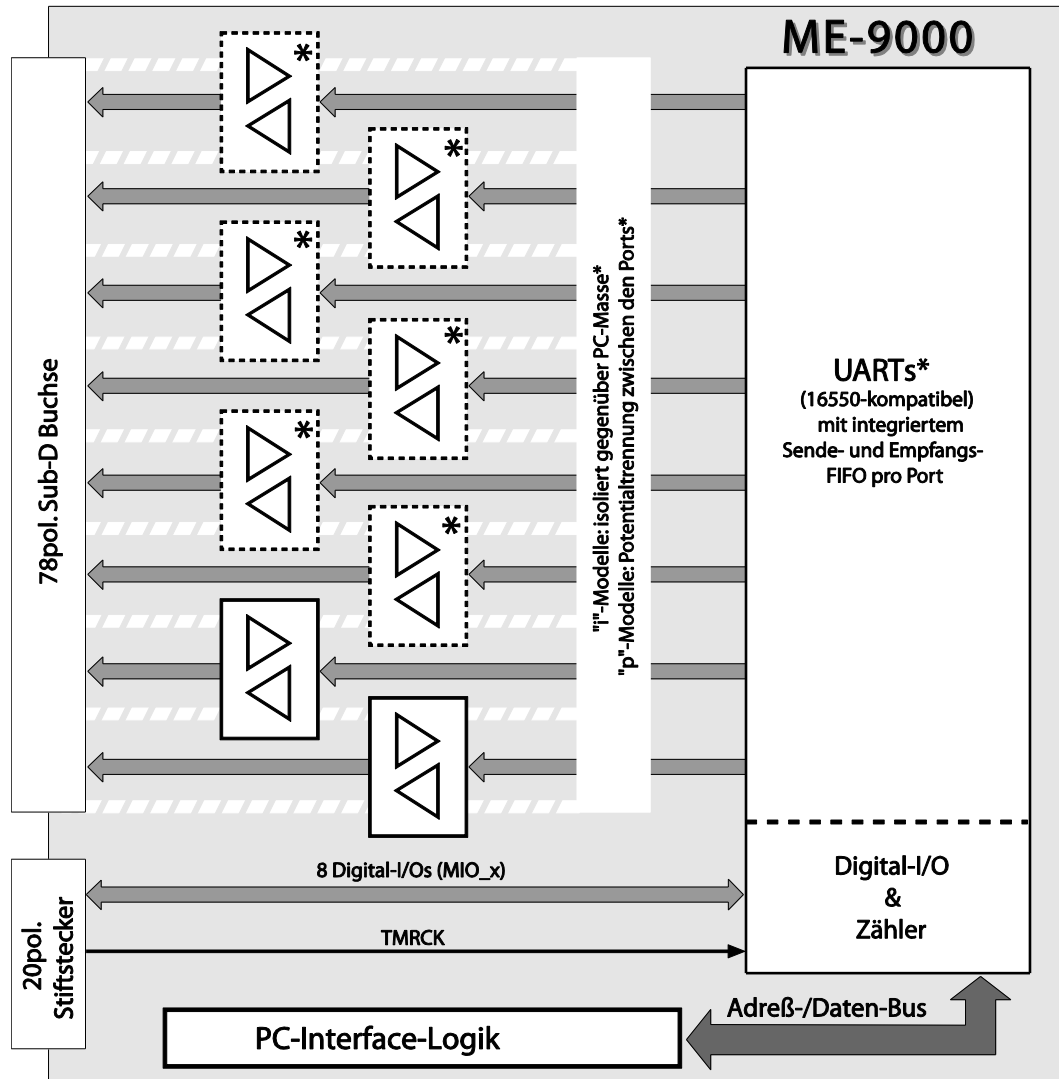 ME-9000
*
*
*
*
*
*
78pol. Sub-D Buchse
"i"-Modelle: isoliert gegenüber PC-Masse*
"p"-Modelle: Potentialtrennung zwischen den Ports*
UARTs*
(16550-kompatibel)
mit integriertem
Sende- und Empfangs-
FIFO pro Port
8 Digital-I/Os (MIO_x)
Digital-I/O
&
Zähler
TMRCK
20pol.
Stiftstecker
Adreß-/Daten-Bus
PC-Interface-Logik